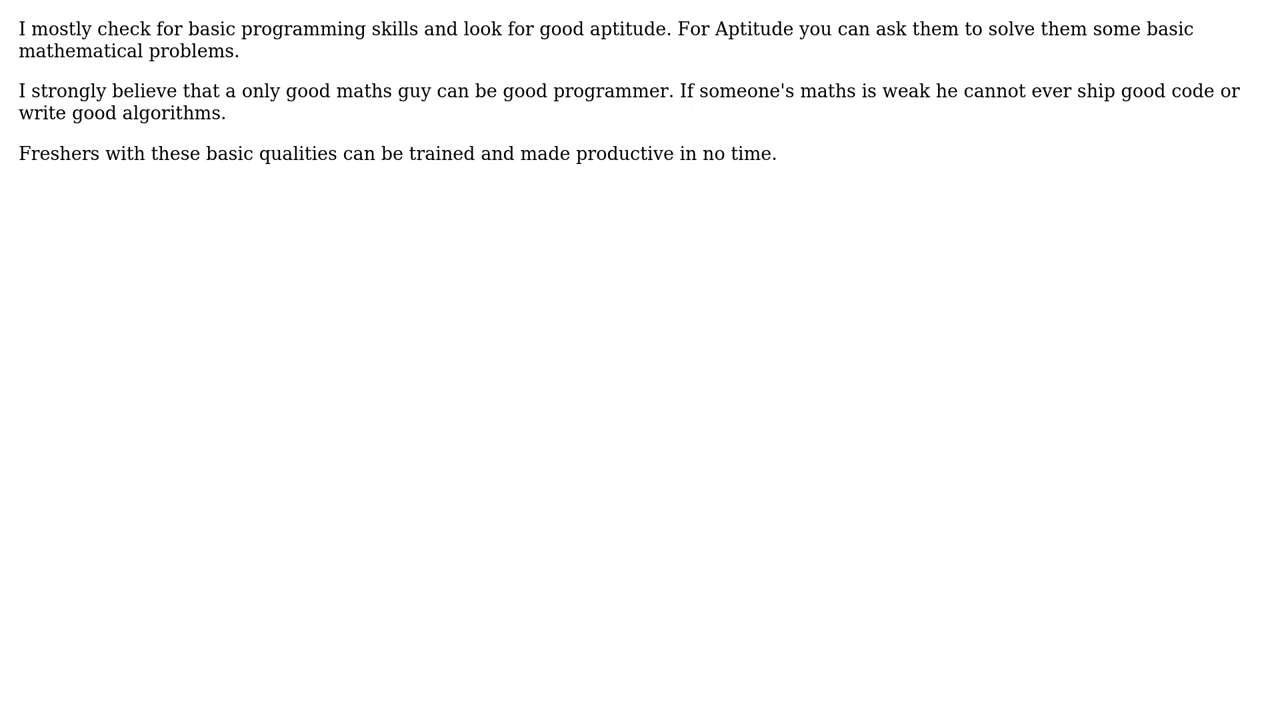 I mostly check for basic programming skills and look for good aptitude. For Aptitude you can ask them to solve them some basic
mathematical problems.
I strongly believe that a only good maths guy can be good programmer. If someone's maths is weak he cannot ever ship good code or
write good algorithms.
Freshers with these basic qualities can be trained and made productive in no time.